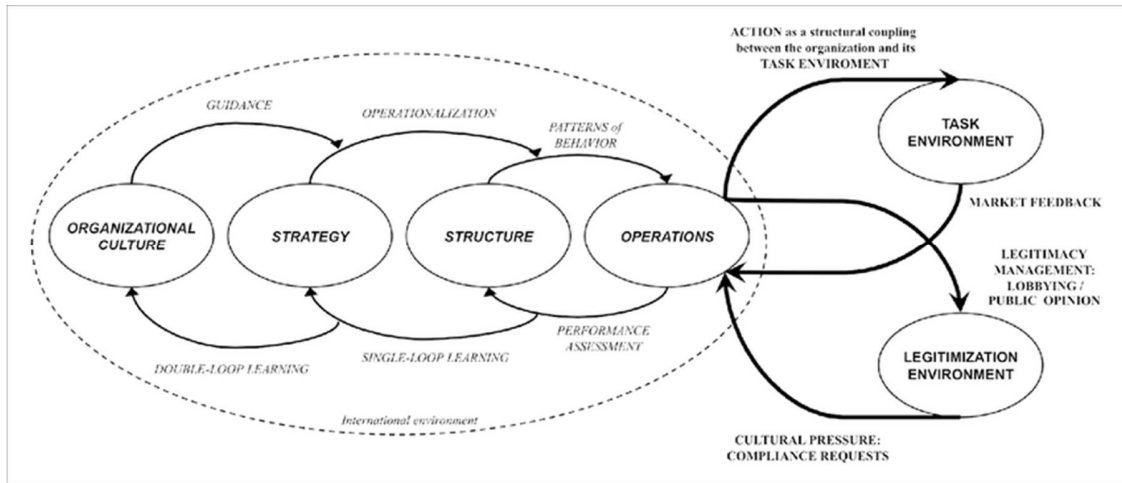 ACTION as a structural coupling
between the organization and its
TASK ENVIROMENT
GUIDANCE
OPERATIONALIZATION
PATTERNS of
BEHAVIOR
TASK
ENVIRONMENT
MARKET FEEDBACK
ORGANIZATIONAL
CULTURE
STRATEGY
STRUCTURE
OPERATIONS
LEGITIMACY
MANAGEMENT:
LOBBYING /
PUBLIC OPINION
PERFORMANCE
ASSESSMENT
SINGLE-LOOP LEARNING
DOUBLE-LOOP LEARNING
LEGITIMIZATION
ENVIRONMENT
International environment
CULTURAL PRESSURE:
COMPLIANCE REQUESTS